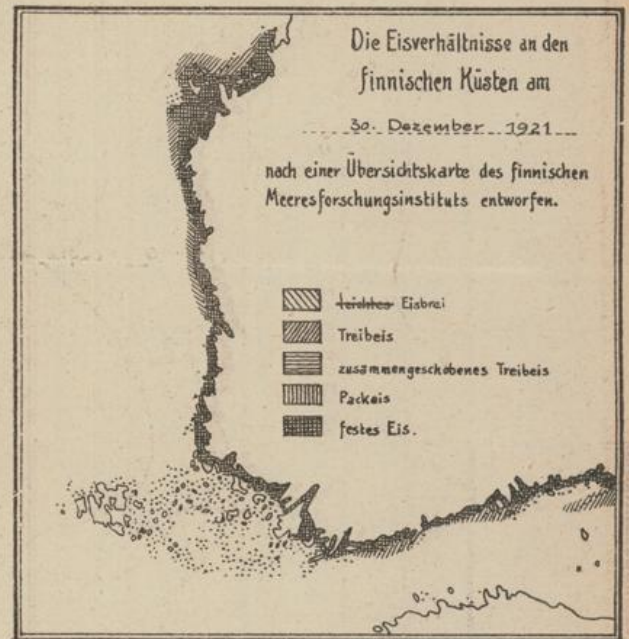 Die Eisverhältnisse an den
finnischen Küsten am
30. Dezember 1921
nach einer Übersichtskarte des finnischen
Meeresforschungsinstituts entworfen.
leichtes Eisbrei
Treibeis
zusammengeschobenes Treibeis
Packeis
festes Eis.